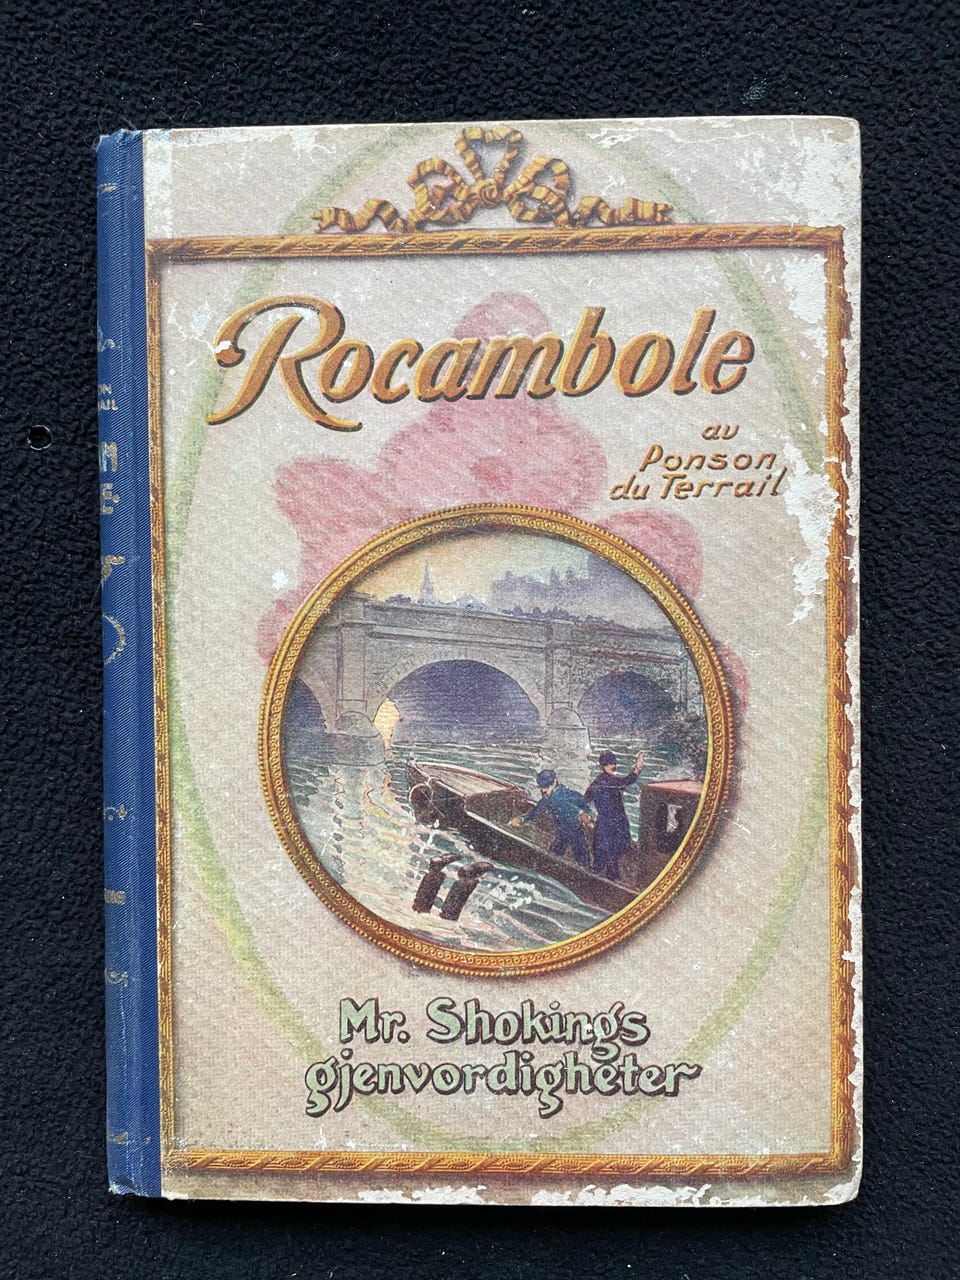 Rocambole
av
Ponson
du Terrail
Mr. Shokings
gjenvordigheter